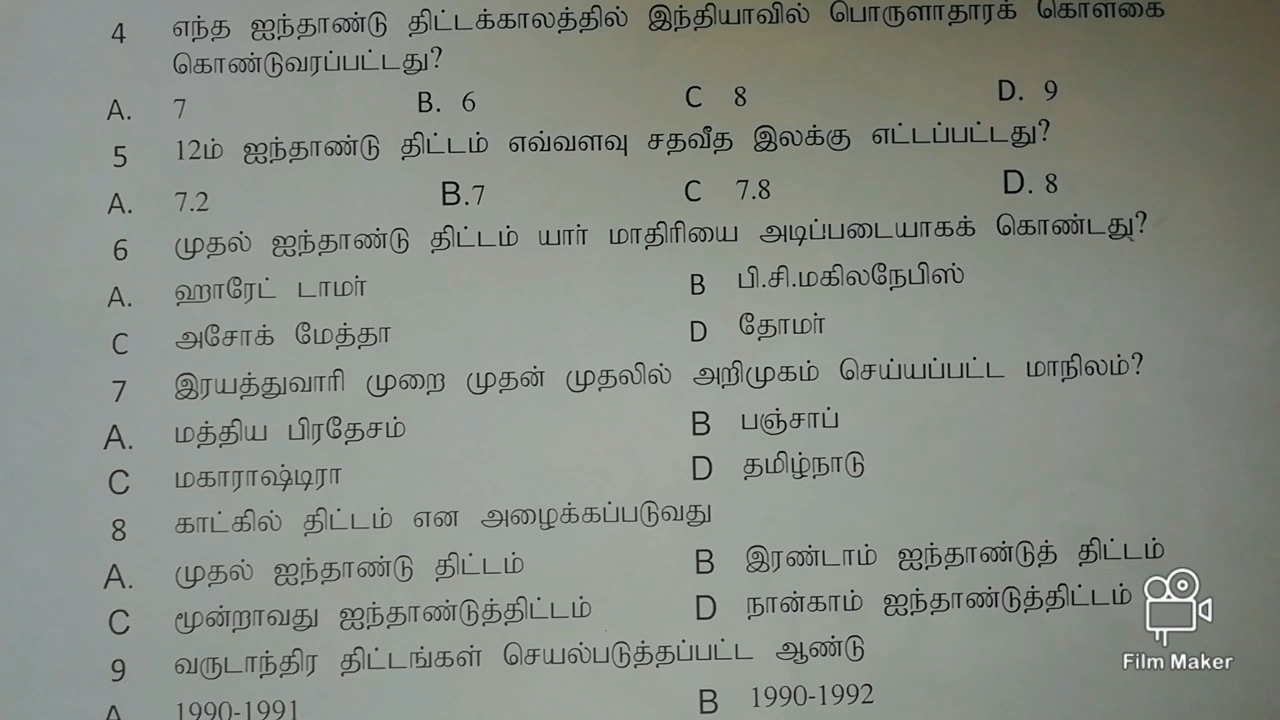 4 எந்த ஐந்தாண்டு திட்டக்காலத்தில் இந்தியாவில் பொருளாதாரக் கொளகை
கொண்டுவரப்பட்டது?
A. 7 B. 6 C 8 D. 9
5 12ம் ஐந்தாண்டு திட்டம் எவ்வளவு சதவீத இலக்கு எட்டப்பட்டது?
A. 7.2 B.7 C 7.8 D. 8
6 முதல் ஐந்தாண்டு திட்டம் யார் மாதிரியை அடிப்படையாகக் கொண்டது?
A. ஹாரேட் டாமர் B பி.சி.மகிலநேபிஸ்
C அசோக் மேத்தா D தோமர்
7 இரயத்துவாரி முறை முதன் முதலில் அறிமுகம் செய்யப்பட்ட மாநிலம்?
A. மத்திய பிரதேசம் B பஞ்சாப்
C மகாராஷ்டிரா D தமிழ்நாடு
8 காட்கில் திட்டம் என அழைக்கப்படுவது
A. முதல் ஐந்தாண்டு திட்டம் B இரண்டாம் ஐந்தாண்டுத் திட்டம்
C மூன்றாவது ஐந்தாண்டுத்திட்டம் D நான்காம் ஐந்தாண்டுத்திட்டம்
Film Maker
9 வருடாந்திர திட்டங்கள் செயல்படுத்தப்பட்ட ஆண்டு
A 1990-1991 B 1990-1992